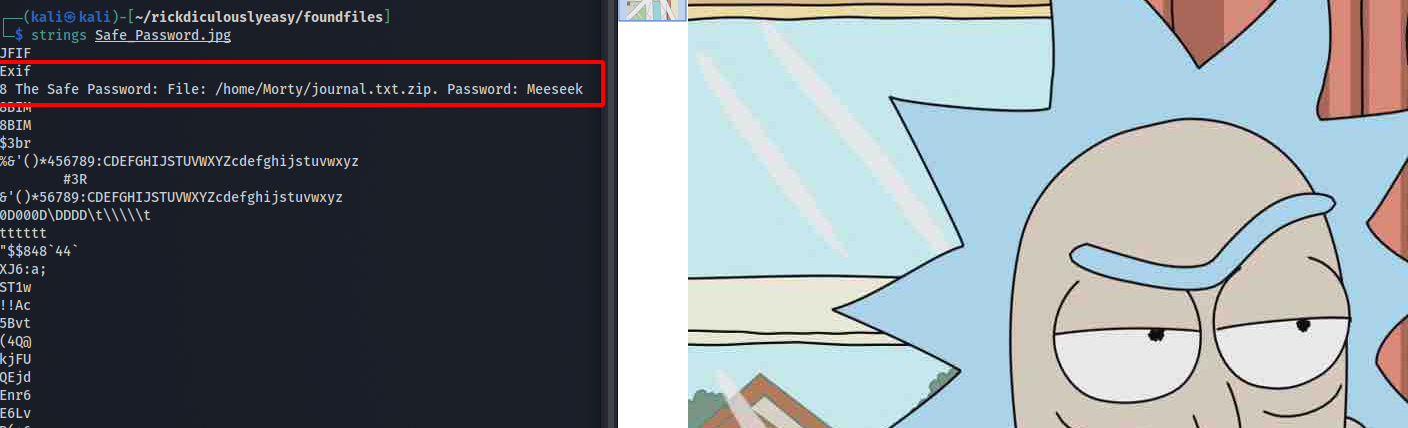 (kali㉿kali)-[~/rickdiculouslyeasy/foundfiles]
$ strings Safe_Password.jpg
JFIF
Exif
8 The Safe Password: File: /home/Morty/journal.txt.zip. Password: Meeseek
8BIM
8BIM
$3br
%&'()*456789:CDEFGHIJSTUVWXYZcdefghijstuvwxyz
#3R
&'()*56789:CDEFGHIJSTUVWXYZcdefghijstuvwxyz
0D000D\DDDD\t\\\\\t
tttttt
"$$848`44`
XJ6:a;
ST1w
!!Ac
5Bvt
(4Q@
kjFU
QEjd
Enr6
E6Lv